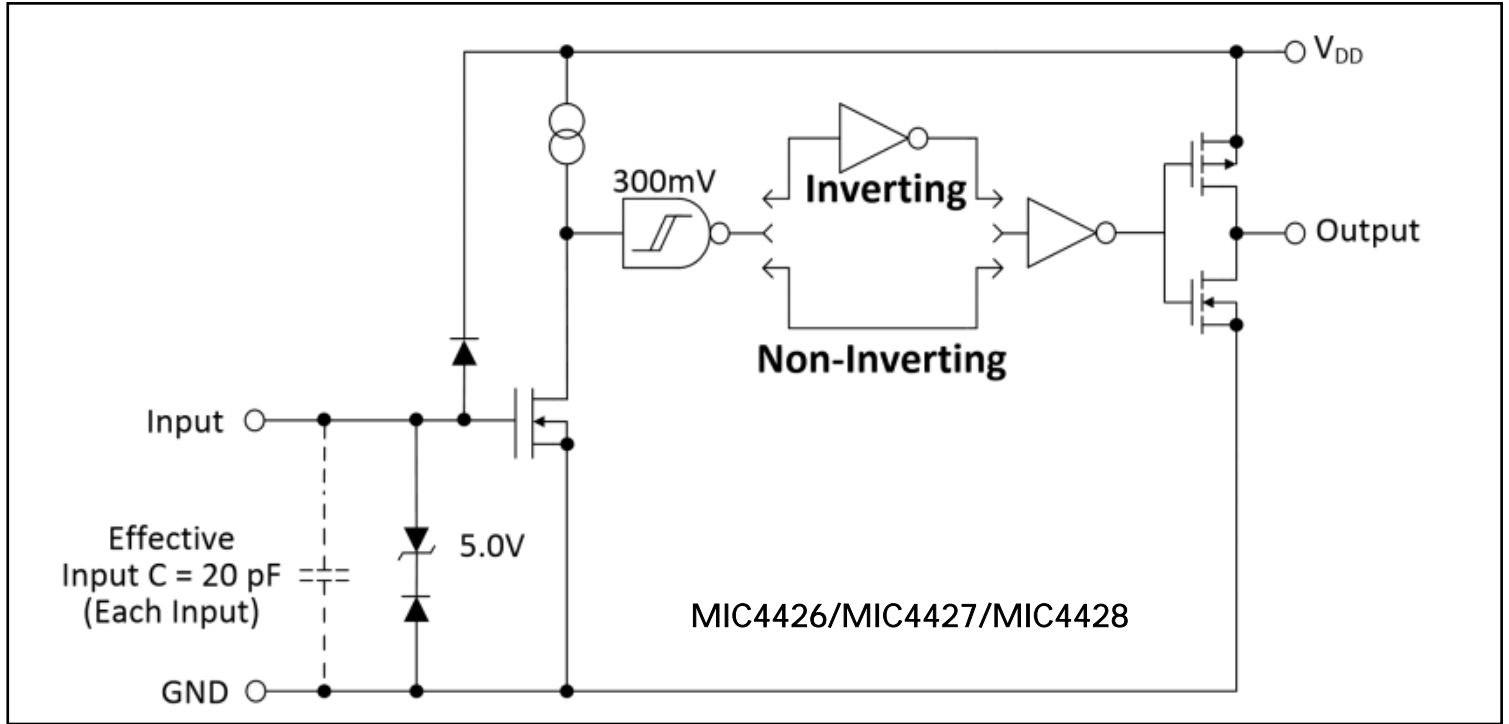 V_DD
300mV
Inverting
Output
Non-Inverting
Input
Effective
Input C = 20 pF
(Each Input)
5.0V
MIC4426/MIC4427/MIC4428
GND